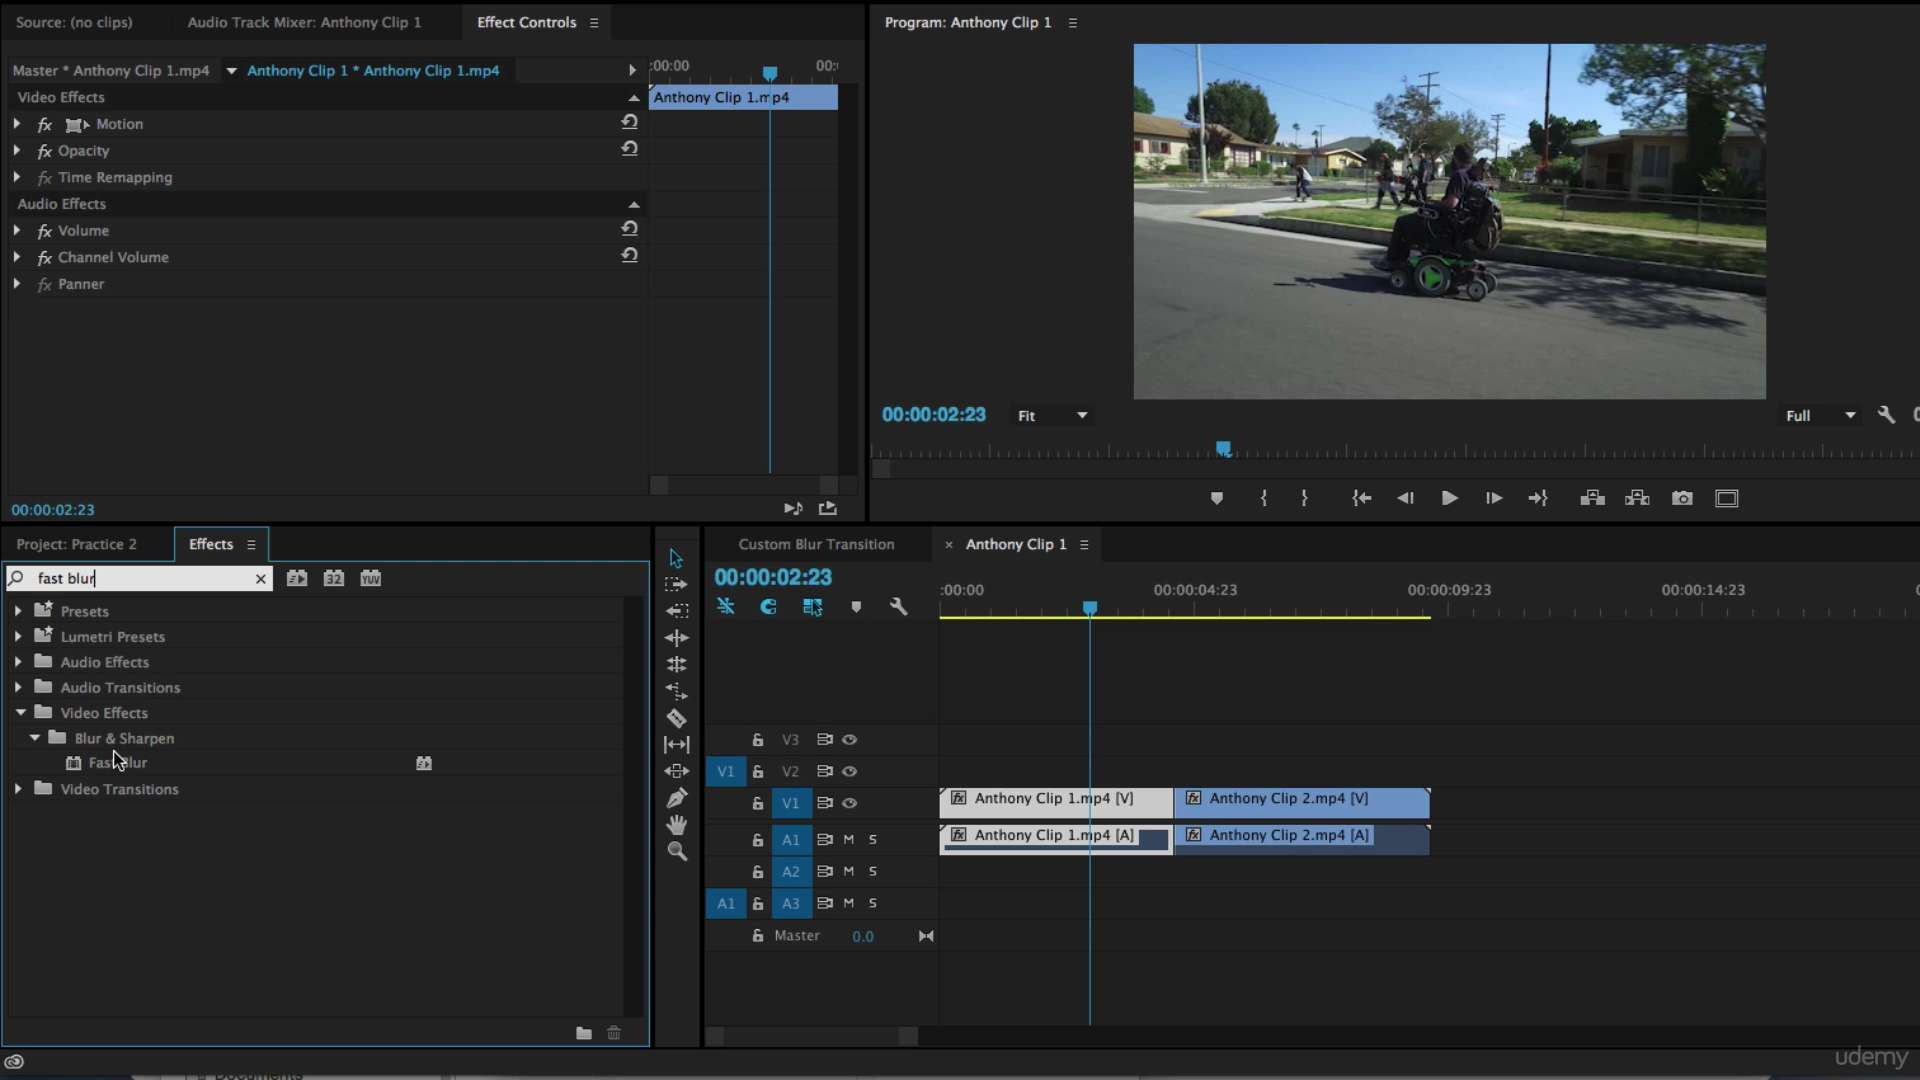 Source: (no clips)
Audio Track Mixer: Anthony Clip 1
Effect Controls
Master * Anthony Clip 1.mp4
Anthony Clip 1 * Anthony Clip 1.mp4
:00:00
00:
Video Effects
Anthony Clip 1.mp4
fx Motion
fx Opacity
fx Time Remapping
Audio Effects
fx Volume
fx Channel Volume
fx Panner
00:00:02:23
Program: Anthony Clip 1
00:00:02:23
Fit
Full
Project: Practice 2
Effects
fast blur
32
YUV
Presets
Lumetri Presets
Audio Effects
Audio Transitions
Video Effects
Blur & Sharpen
Fast Blur
Video Transitions
Custom Blur Transition
× Anthony Clip 1
00:00:02:23
:00:00
00:00:04:23
00:00:09:23
00:00:14:23
V3
V1 V2
V1
fx Anthony Clip 1.mp4 [V]
fx Anthony Clip 2.mp4 [V]
A1 M S
fx Anthony Clip 1.mp4 [A]
fx Anthony Clip 2.mp4 [A]
A2 M S
A1 A3 M S
Master 0.0
udemy
Documents